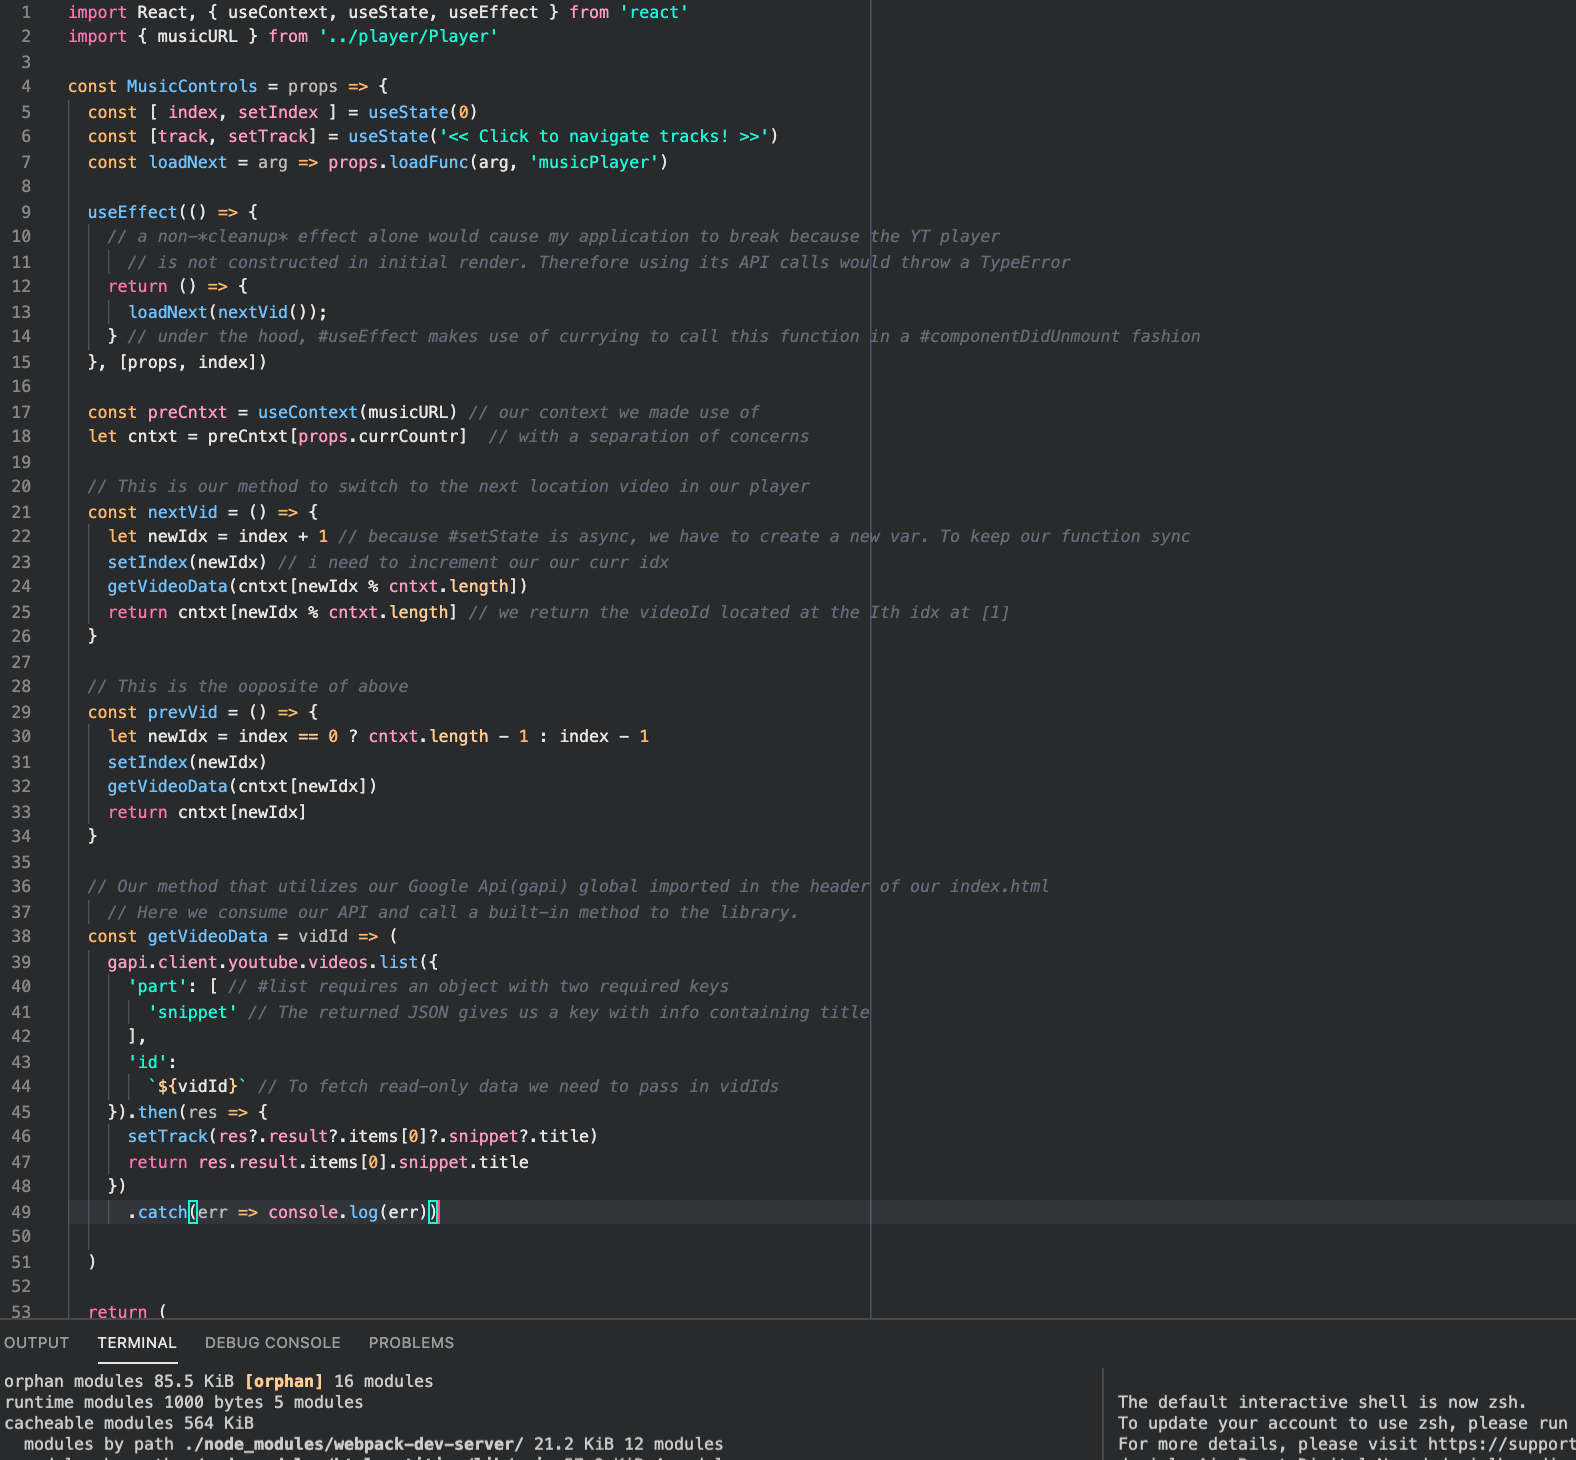 1 import React, { useContext, useState, useEffect } from 'react'
2 import { musicURL } from '../player/Player'
3
4 const MusicControls = props => {
5 const [ index, setIndex ] = useState(0)
6 const [track, setTrack] = useState('<< Click to navigate tracks! >>')
7 const loadNext = arg => props.loadFunc(arg, 'musicPlayer')
8
9 useEffect(() => {
10 // a non-*cleanup* effect alone would cause my application to break because the YT player
11 // is not constructed in initial render. Therefore using its API calls would throw a TypeError
12 return () => {
13 loadNext(nextVid());
14 } // under the hood, #useEffect makes use of currying to call this function in a #componentDidUnmount fashion
15 }, [props, index])
16
17 const preCntxt = useContext(musicURL) // our context we made use of
18 let cntxt = preCntxt[props.currCountr] // with a separation of concerns
19
20 // This is our method to switch to the next location video in our player
21 const nextVid = () => {
22 let newIdx = index + 1 // because #setState is async, we have to create a new var. To keep our function sync
23 setIndex(newIdx) // i need to increment our our curr idx
24 getVideoData(cntxt[newIdx % cntxt.length])
25 return cntxt[newIdx % cntxt.length] // we return the videoId located at the Ith idx at [1]
26 }
27
28 // This is the ooposite of above
29 const prevVid = () => {
30 let newIdx = index == 0 ? cntxt.length - 1 : index - 1
31 setIndex(newIdx)
32 getVideoData(cntxt[newIdx])
33 return cntxt[newIdx]
34 }
35
36 // Our method that utilizes our Google Api(gapi) global imported in the header of our index.html
37 // Here we consume our API and call a built-in method to the library.
38 const getVideoData = vidId => (
39 gapi.client.youtube.videos.list({
40 'part': [ // #list requires an object with two required keys
41 'snippet' // The returned JSON gives us a key with info containing title
42 ],
43 'id':
44 `${vidId}` // To fetch read-only data we need to pass in vidIds
45 }).then(res => {
46 setTrack(res?.result?.items[0]?.snippet?.title)
47 return res.result.items[0].snippet.title
48 })
49 .catch(err => console.log(err))
50
51 )
52
53 return (
OUTPUT TERMINAL DEBUG CONSOLE PROBLEMS
orphan modules 85.5 KiB [orphan] 16 modules
runtime modules 1000 bytes 5 modules
cacheable modules 564 KiB
modules by path ./node_modules/webpack-dev-server/ 21.2 KiB 12 modules
The default interactive shell is now zsh.
To update your account to use zsh, please run
For more details, please visit https://support